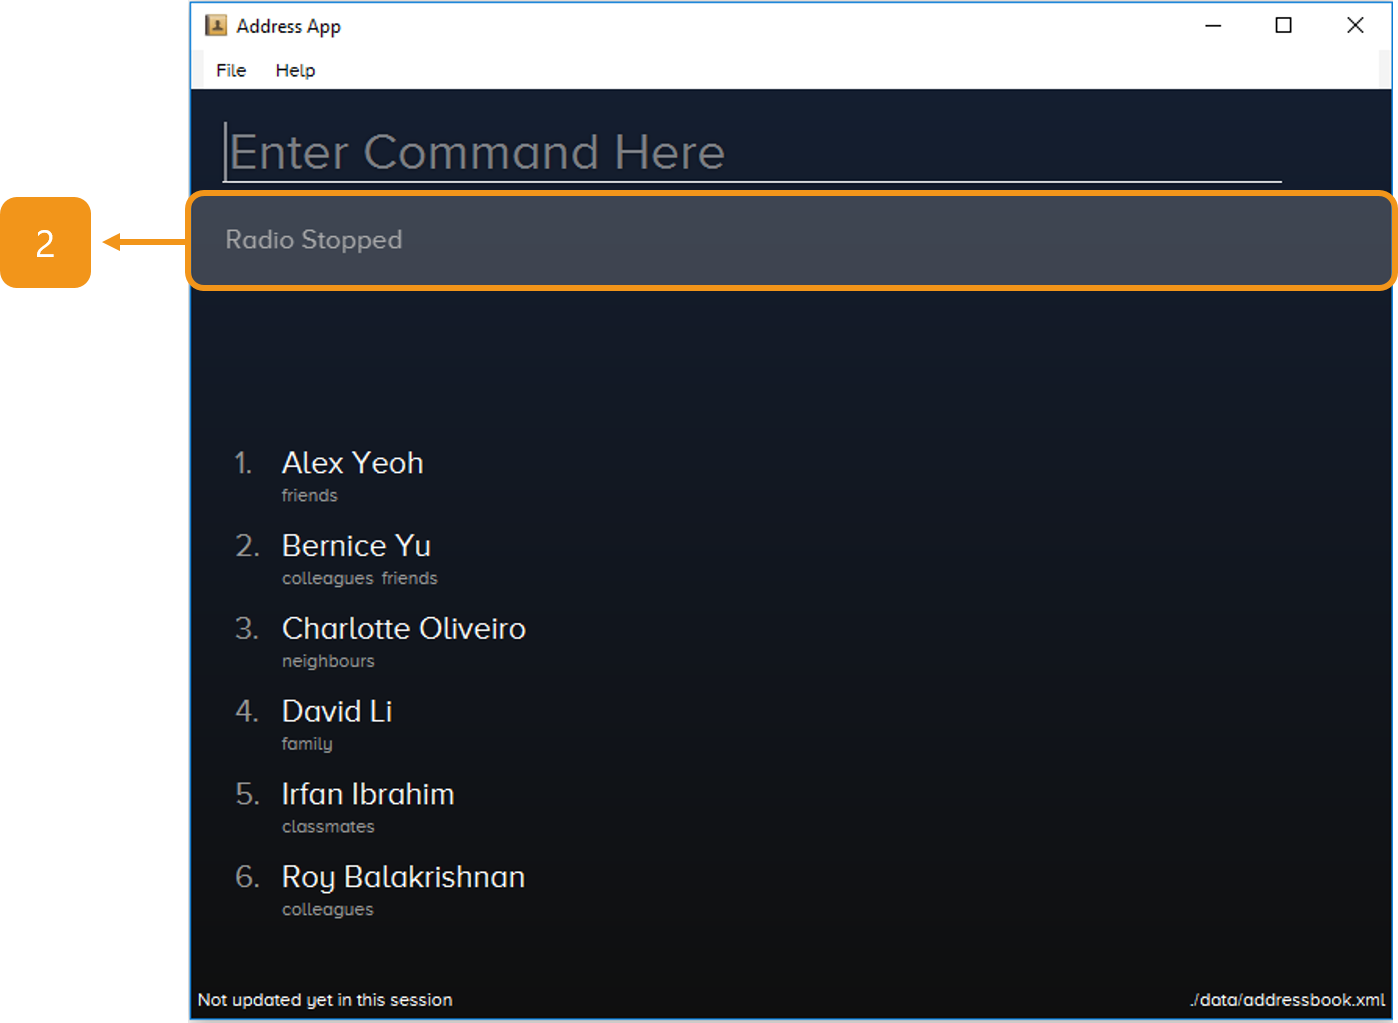 Address App
File Help
Enter Command Here
2
Radio Stopped
1. Alex Yeoh
friends
2. Bernice Yu
colleagues friends
3. Charlotte Oliveiro
neighbours
4. David Li
family
5. Irfan Ibrahim
classmates
6. Roy Balakrishnan
colleagues
Not updated yet in this session ./data/addressbook.xml